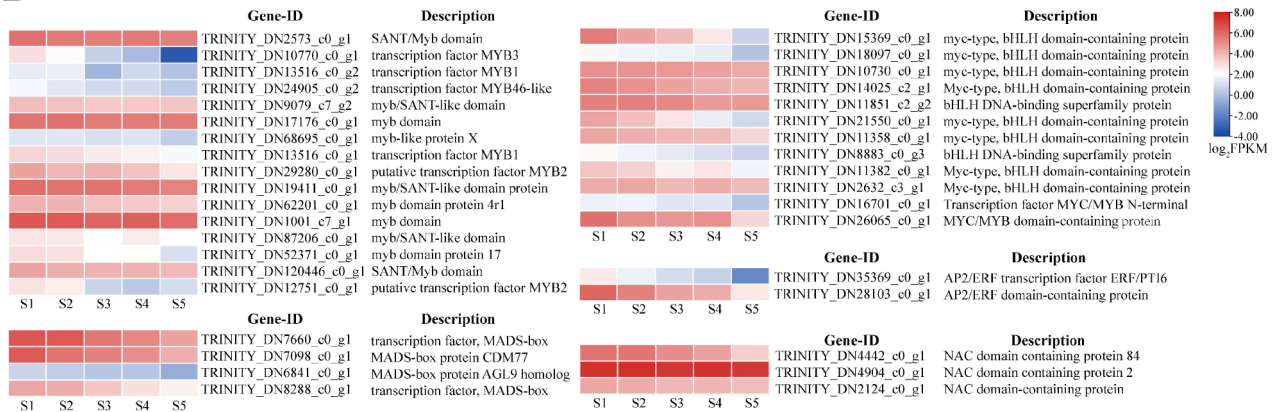 Gene-ID Description
TRINITY_DN2573_c0_g1 SANT/Myb domain
TRINITY_DN10770_c0_g1 transcription factor MYB3
TRINITY_DN13516_c0_g2 transcription factor MYB1
TRINITY_DN24905_c0_g2 transcription factor MYB46-like
TRINITY_DN9079_c7_g2 myb/SANT-like domain
TRINITY_DN17176_c0_g1 myb domain
TRINITY_DN68695_c0_g1 myb-like protein X
TRINITY_DN13516_c0_g1 transcription factor MYB1
TRINITY_DN29280_c0_g1 putative transcription factor MYB2
TRINITY_DN19411_c0_g1 myb/SANT-like domain protein
TRINITY_DN62201_c0_g1 myb domain protein 4r1
TRINITY_DN1001_c7_g1 myb domain
TRINITY_DN87206_c0_g1 myb/SANT-like domain
TRINITY_DN52371_c0_g1 myb domain protein 17
TRINITY_DN120446_c0_g1 SANT/Myb domain
TRINITY_DN12751_c0_g1 putative transcription factor MYB2
S1 S2 S3 S4 S5
Gene-ID Description
TRINITY_DN7660_c0_g1 transcription factor, MADS-box
TRINITY_DN7098_c0_g1 MADS-box protein CDM77
TRINITY_DN6841_c0_g1 MADS-box protein AGL9 homolog
TRINITY_DN8288_c0_g1 transcription factor, MADS-box
S1 S2 S3 S4 S5
Gene-ID Description
TRINITY_DN15369_c0_g1 myc-type, bHLH domain-containing protein
TRINITY_DN18097_c0_g1 myc-type, bHLH domain-containing protein
TRINITY_DN10730_c0_g1 myc-type, bHLH domain-containing protein
TRINITY_DN14025_c2_g1 Myc-type, bHLH domain-containing protein
TRINITY_DN11851_c2_g2 bHLH DNA-binding superfamily protein
TRINITY_DN21550_c0_g1 myc-type, bHLH domain-containing protein
TRINITY_DN11358_c0_g1 myc-type, bHLH domain-containing protein
TRINITY_DN8883_c0_g3 bHLH DNA-binding superfamily protein
TRINITY_DN11382_c0_g1 Myc-type, bHLH domain-containing protein
TRINITY_DN2632_c3_g1 Myc-type, bHLH domain-containing protein
TRINITY_DN16701_c0_g1 Transcription factor MYC/MYB N-terminal
TRINITY_DN26065_c0_g1 MYC/MYB domain-containing protein
S1 S2 S3 S4 S5
Gene-ID Description
TRINITY_DN35369_c0_g1 AP2/ERF transcription factor ERF/PTI6
TRINITY_DN28103_c0_g1 AP2/ERF domain-containing protein
S1 S2 S3 S4 S5
Gene-ID Description
TRINITY_DN4442_c0_g1 NAC domain containing protein 84
TRINITY_DN4904_c0_g1 NAC domain containing protein 2
TRINITY_DN2124_c0_g1 NAC domain-containing protein
S1 S2 S3 S4 S5
8.00
6.00
4.00
2.00
0.00
-2.00
-4.00
log2FPKM